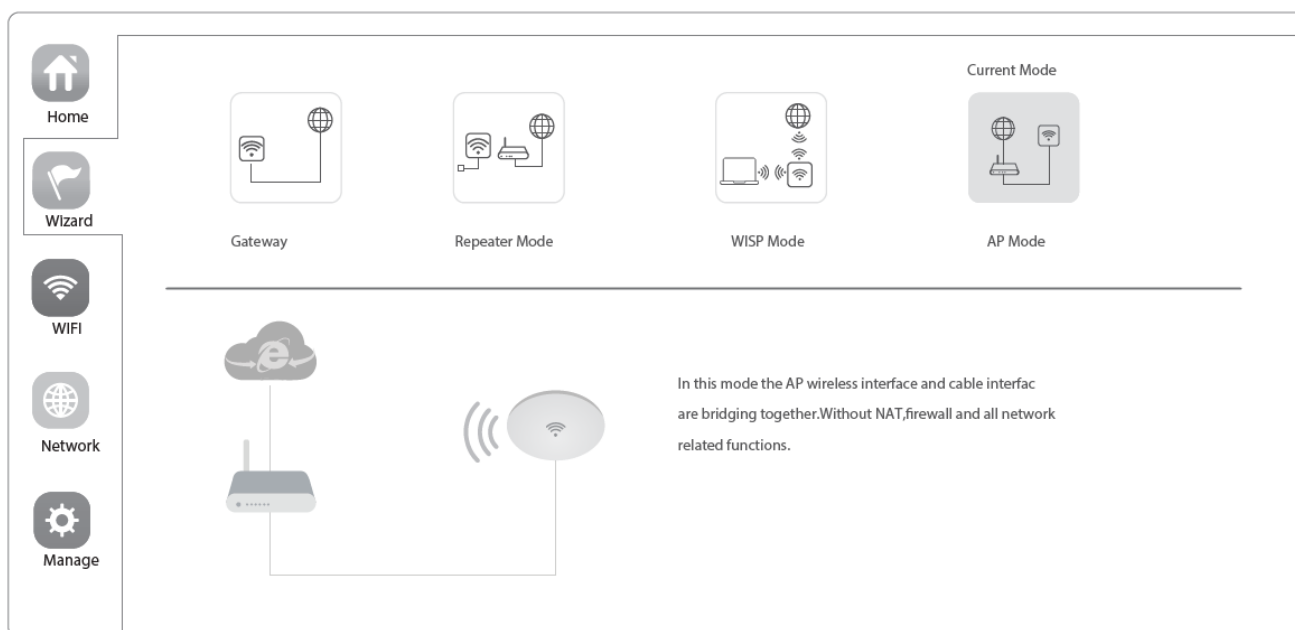 Home
Wizard
WIFI
Network
Manage
Current Mode
Gateway
Repeater Mode
WISP Mode
AP Mode
In this mode the AP wireless interface and cable interfac
are bridging together.Without NAT,firewall and all network
related functions.